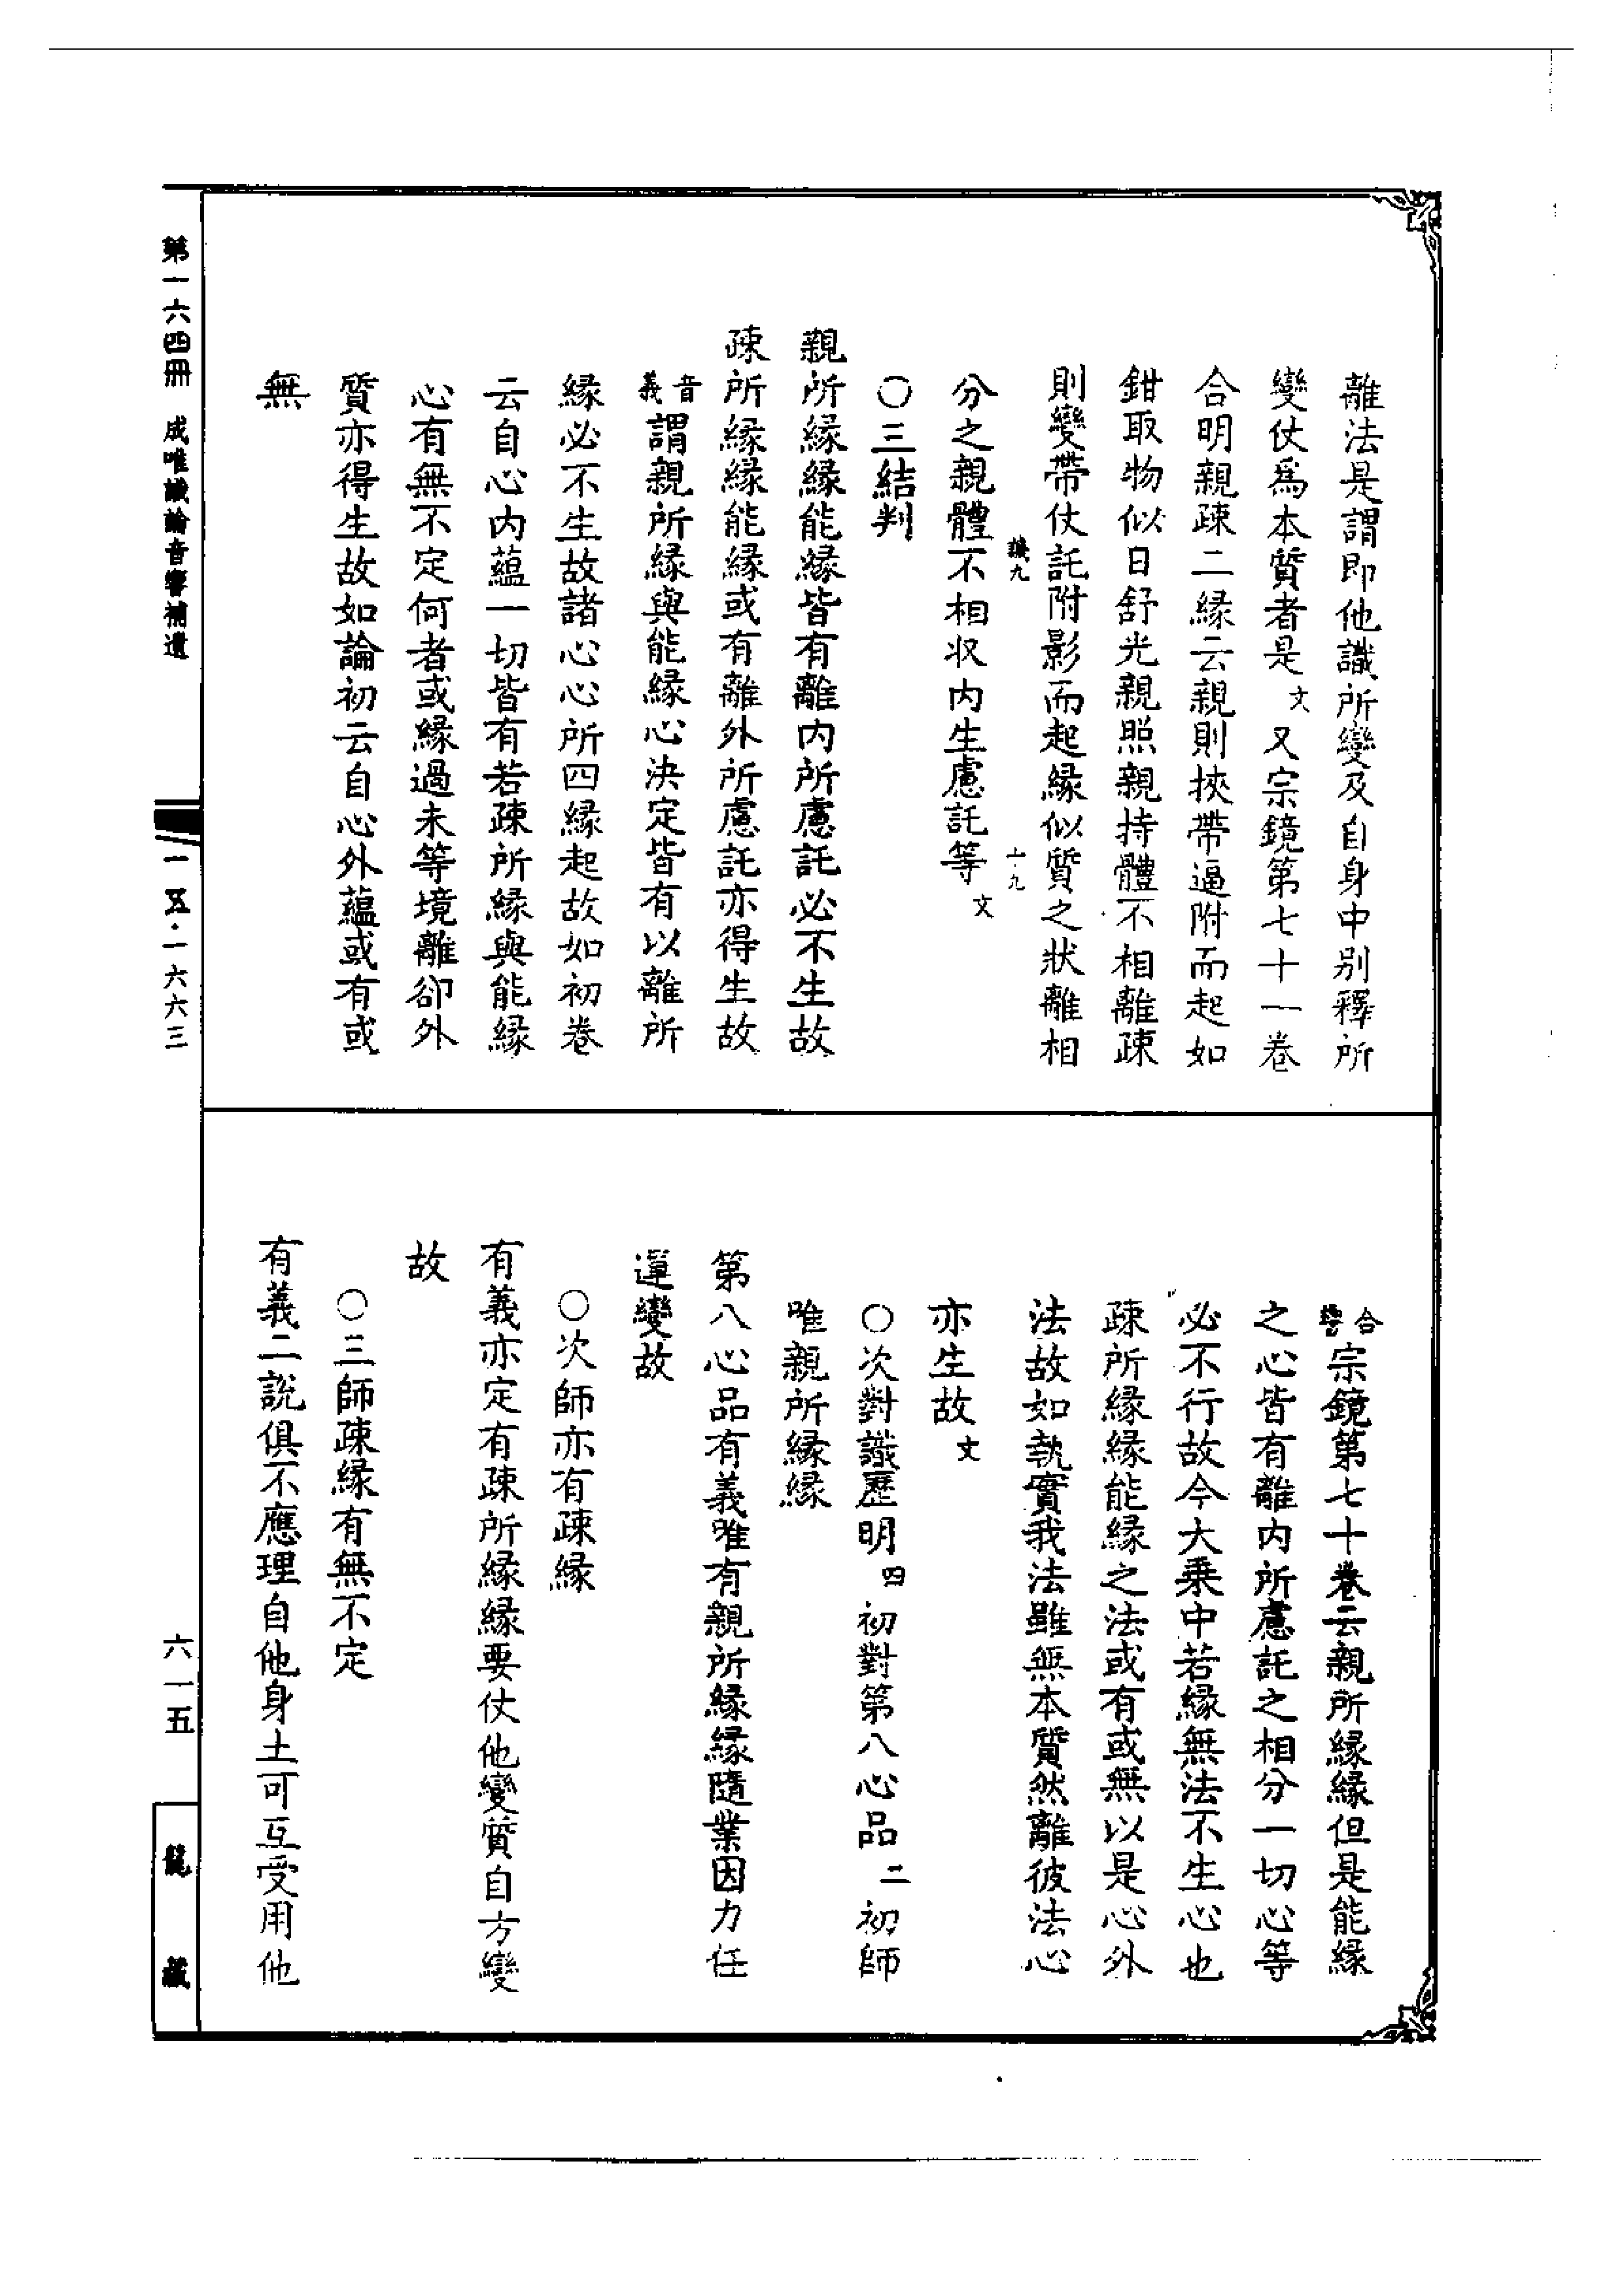 離法是謂即他識所變及自身中別釋所
變仗爲本質者是文又宗鏡第七十一卷
合明親疎二緣云親則挾帶逼附而起如
鉗取物似日舒光親照親持體不相離疎
則變帶仗託附影而起緣似質之狀離相
識九
十九
分之親體不相收內生慮託等文
○三結判
親所緣緣能緣皆有離內所慮託必不生故
疎所緣緣能緣或有離外所慮託亦得生故
音義謂親所緣與能緣心決定皆有以離所
緣必不生故諸心心所四緣起故如初卷
云自心內蘊一切皆有若疎所緣與能緣
心有無不定何者或緣過未等境離卻外
質亦得生故如論初云自心外蘊或有或
無
合響宗鏡第七十卷云親所緣緣但是能緣
之心皆有離內所慮託之相分一切心等
必不行故今大乘中若緣無法不生心也
疎所緣緣能緣之法或有或無以是心外
法故如執實我法雖無本質然離彼法心
亦生故文
○次對識歷明四初對第八心品二初師
唯親所緣緣
第八心品有義唯有親所緣緣隨業因力任
運變故
○次師亦有疎緣
有義亦定有疎所緣緣要仗他變質自方變
故
○三師疎緣有無不定
有義二說俱不應理自他身土可互受用他
第一六四冊 成唯識論音響補遺
一五·一六六三
六一五
龍藏